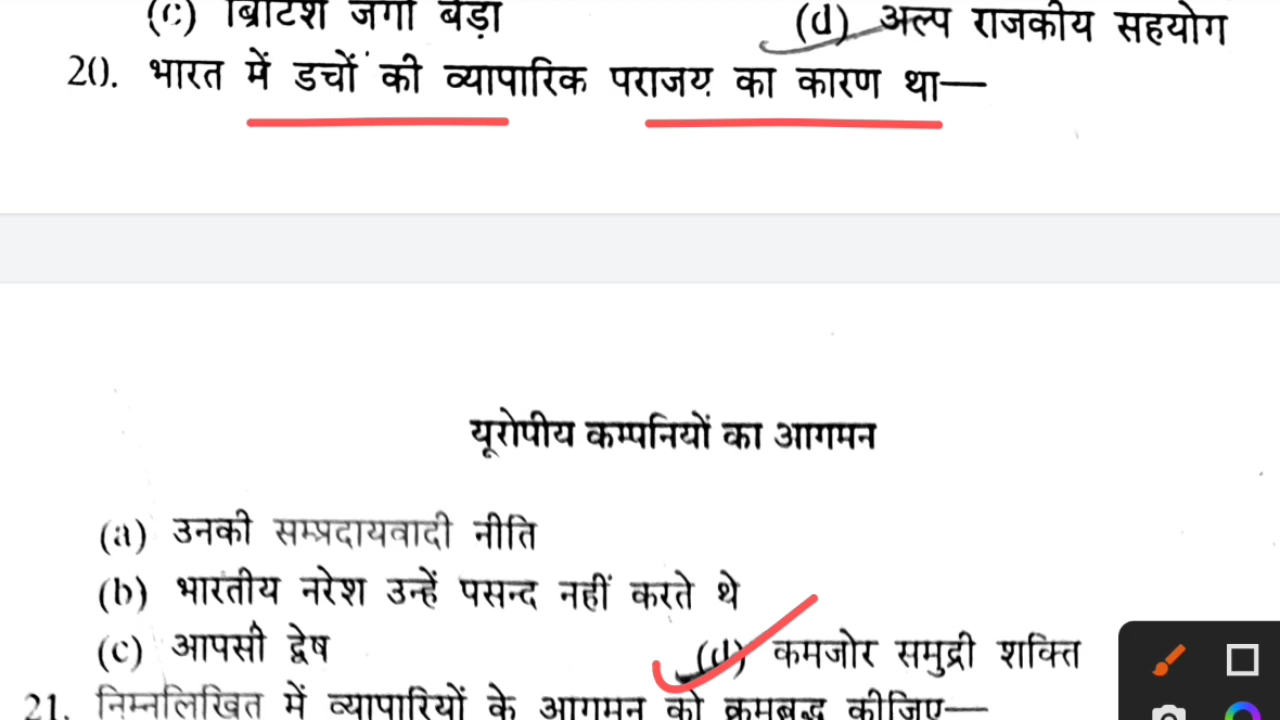 (c) ब्रिटिश जंगी बेड़ा (d) अल्प राजकीय सहयोग
20. भारत में डचों की व्यापारिक पराजय का कारण था—
यूरोपीय कम्पनियों का आगमन
(a) उनकी सम्प्रदायवादी नीति
(b) भारतीय नरेश उन्हें पसन्द नहीं करते थे
(c) आपसी द्वेष (d) कमजोर समुद्री शक्ति
21. निम्नलिखित में व्यापारियों के आगमन को क्रमबद्ध कीजिए—